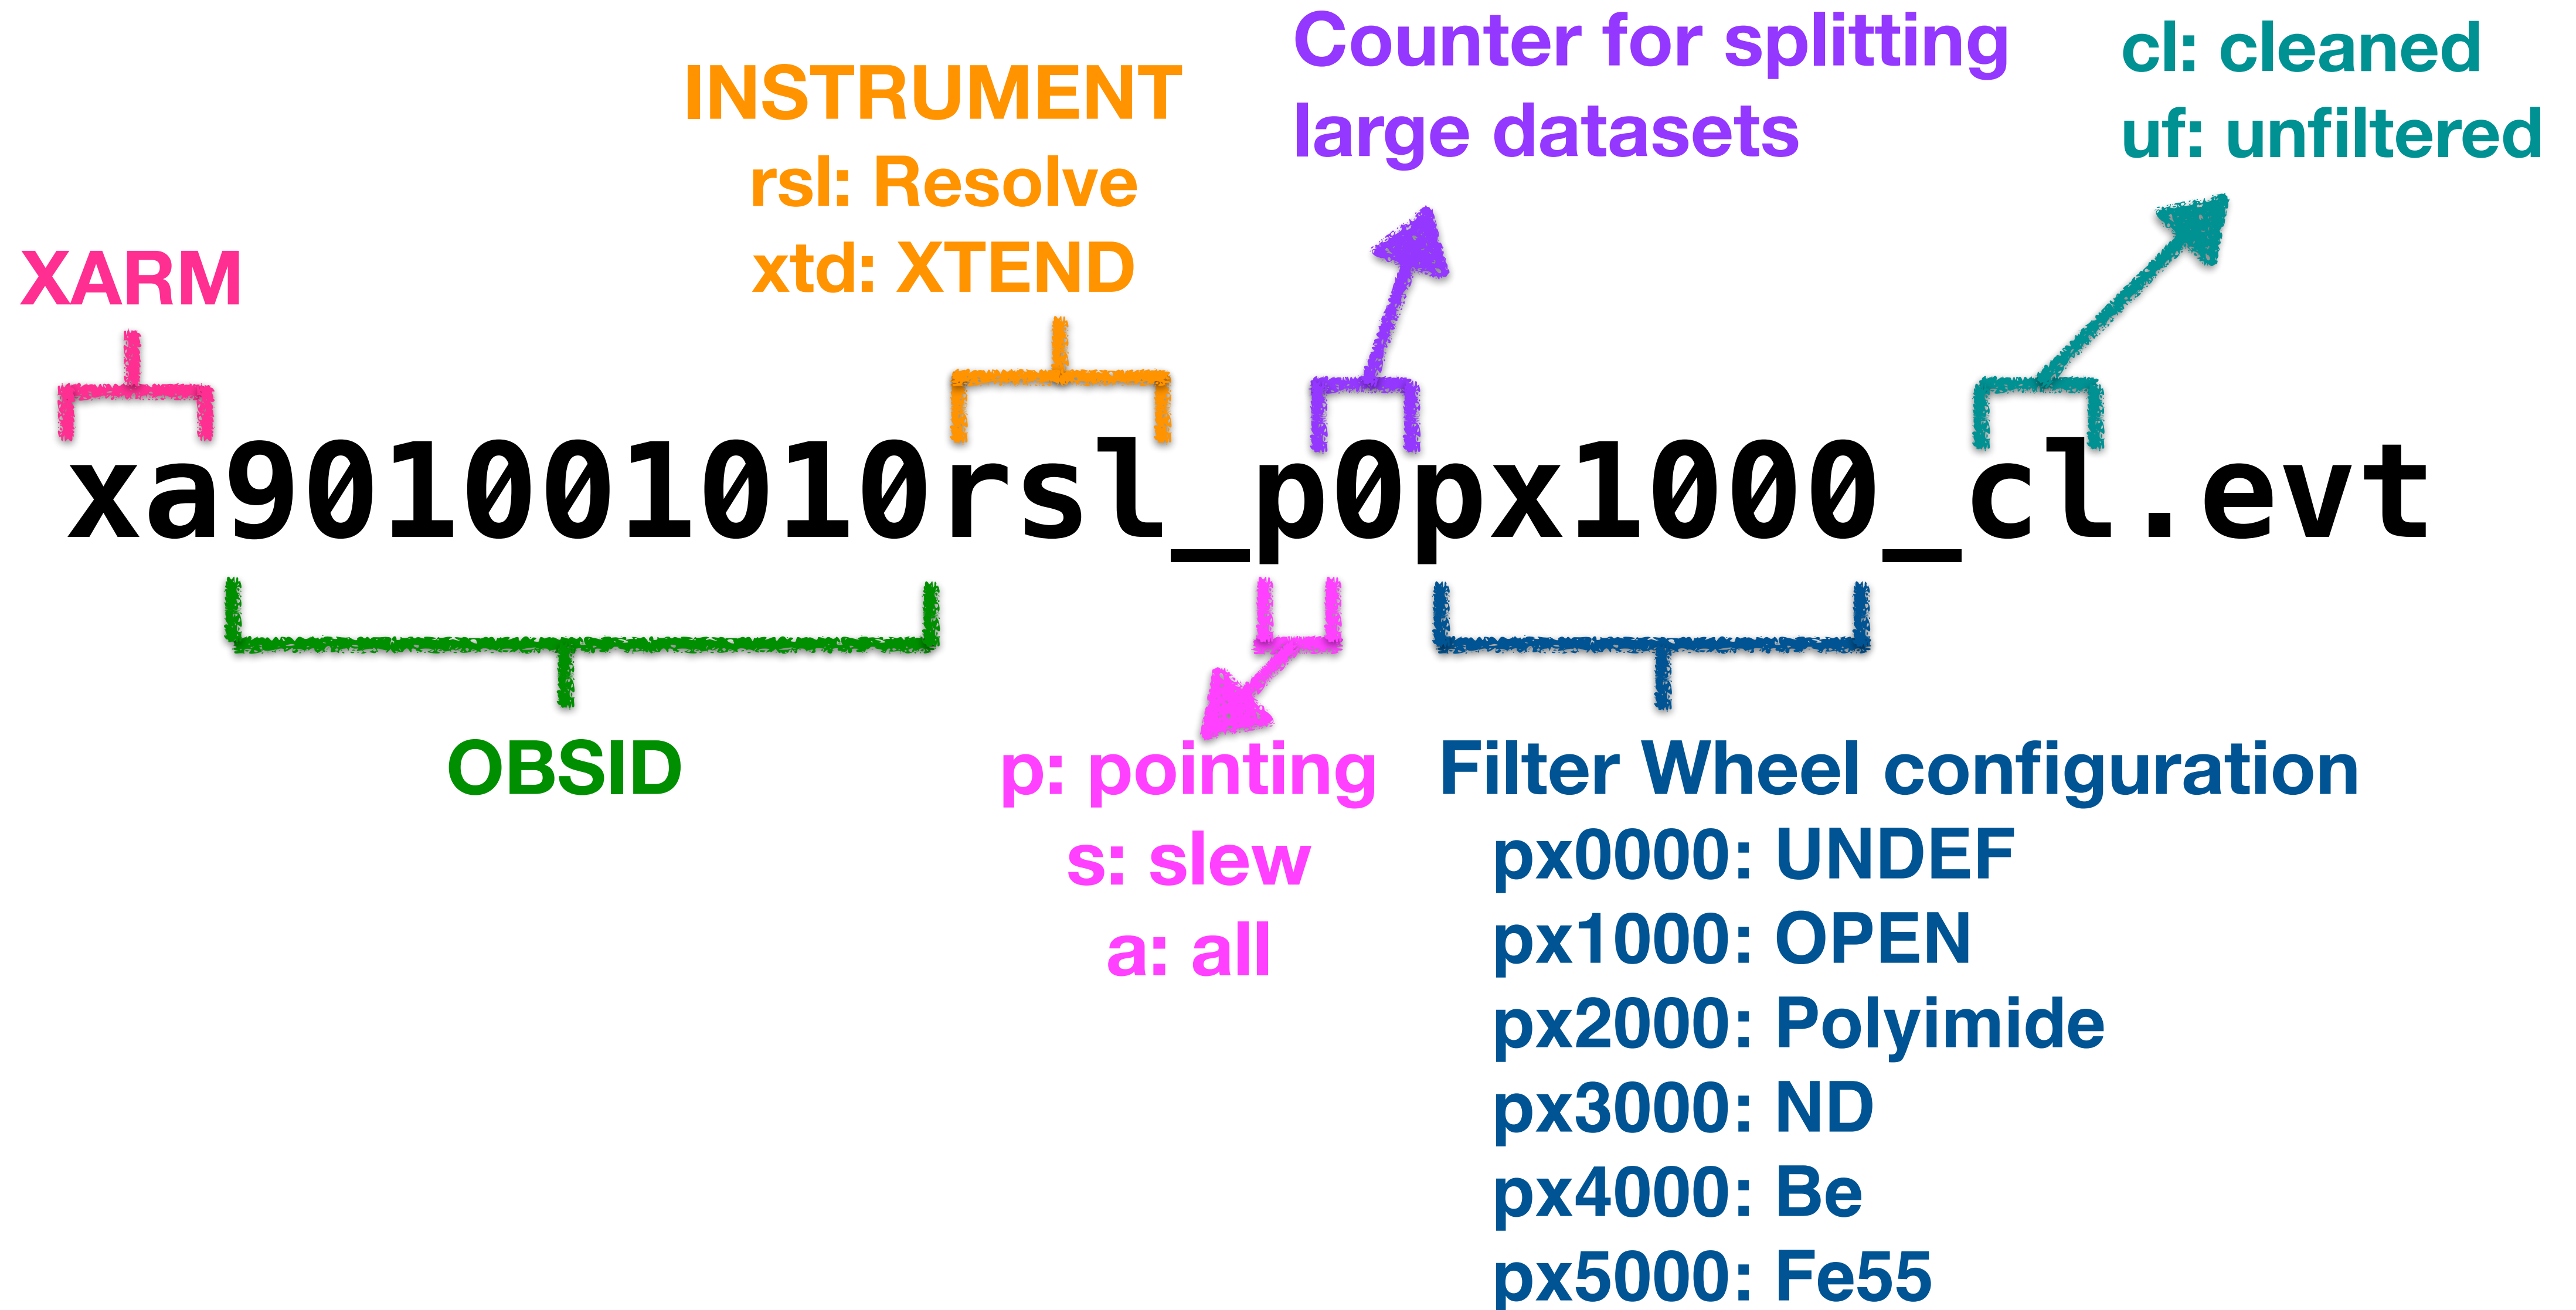 Counter for splitting
large datasets
cl: cleaned
uf: unfiltered
INSTRUMENT
rsl: Resolve
xtd: XTEND
XARM
xa901001010rsl_p0px1000_cl.evt
OBSID
p: pointing
s: slew
a: all
Filter Wheel configuration
px0000: UNDEF
px1000: OPEN
px2000: Polyimide
px3000: ND
px4000: Be
px5000: Fe55